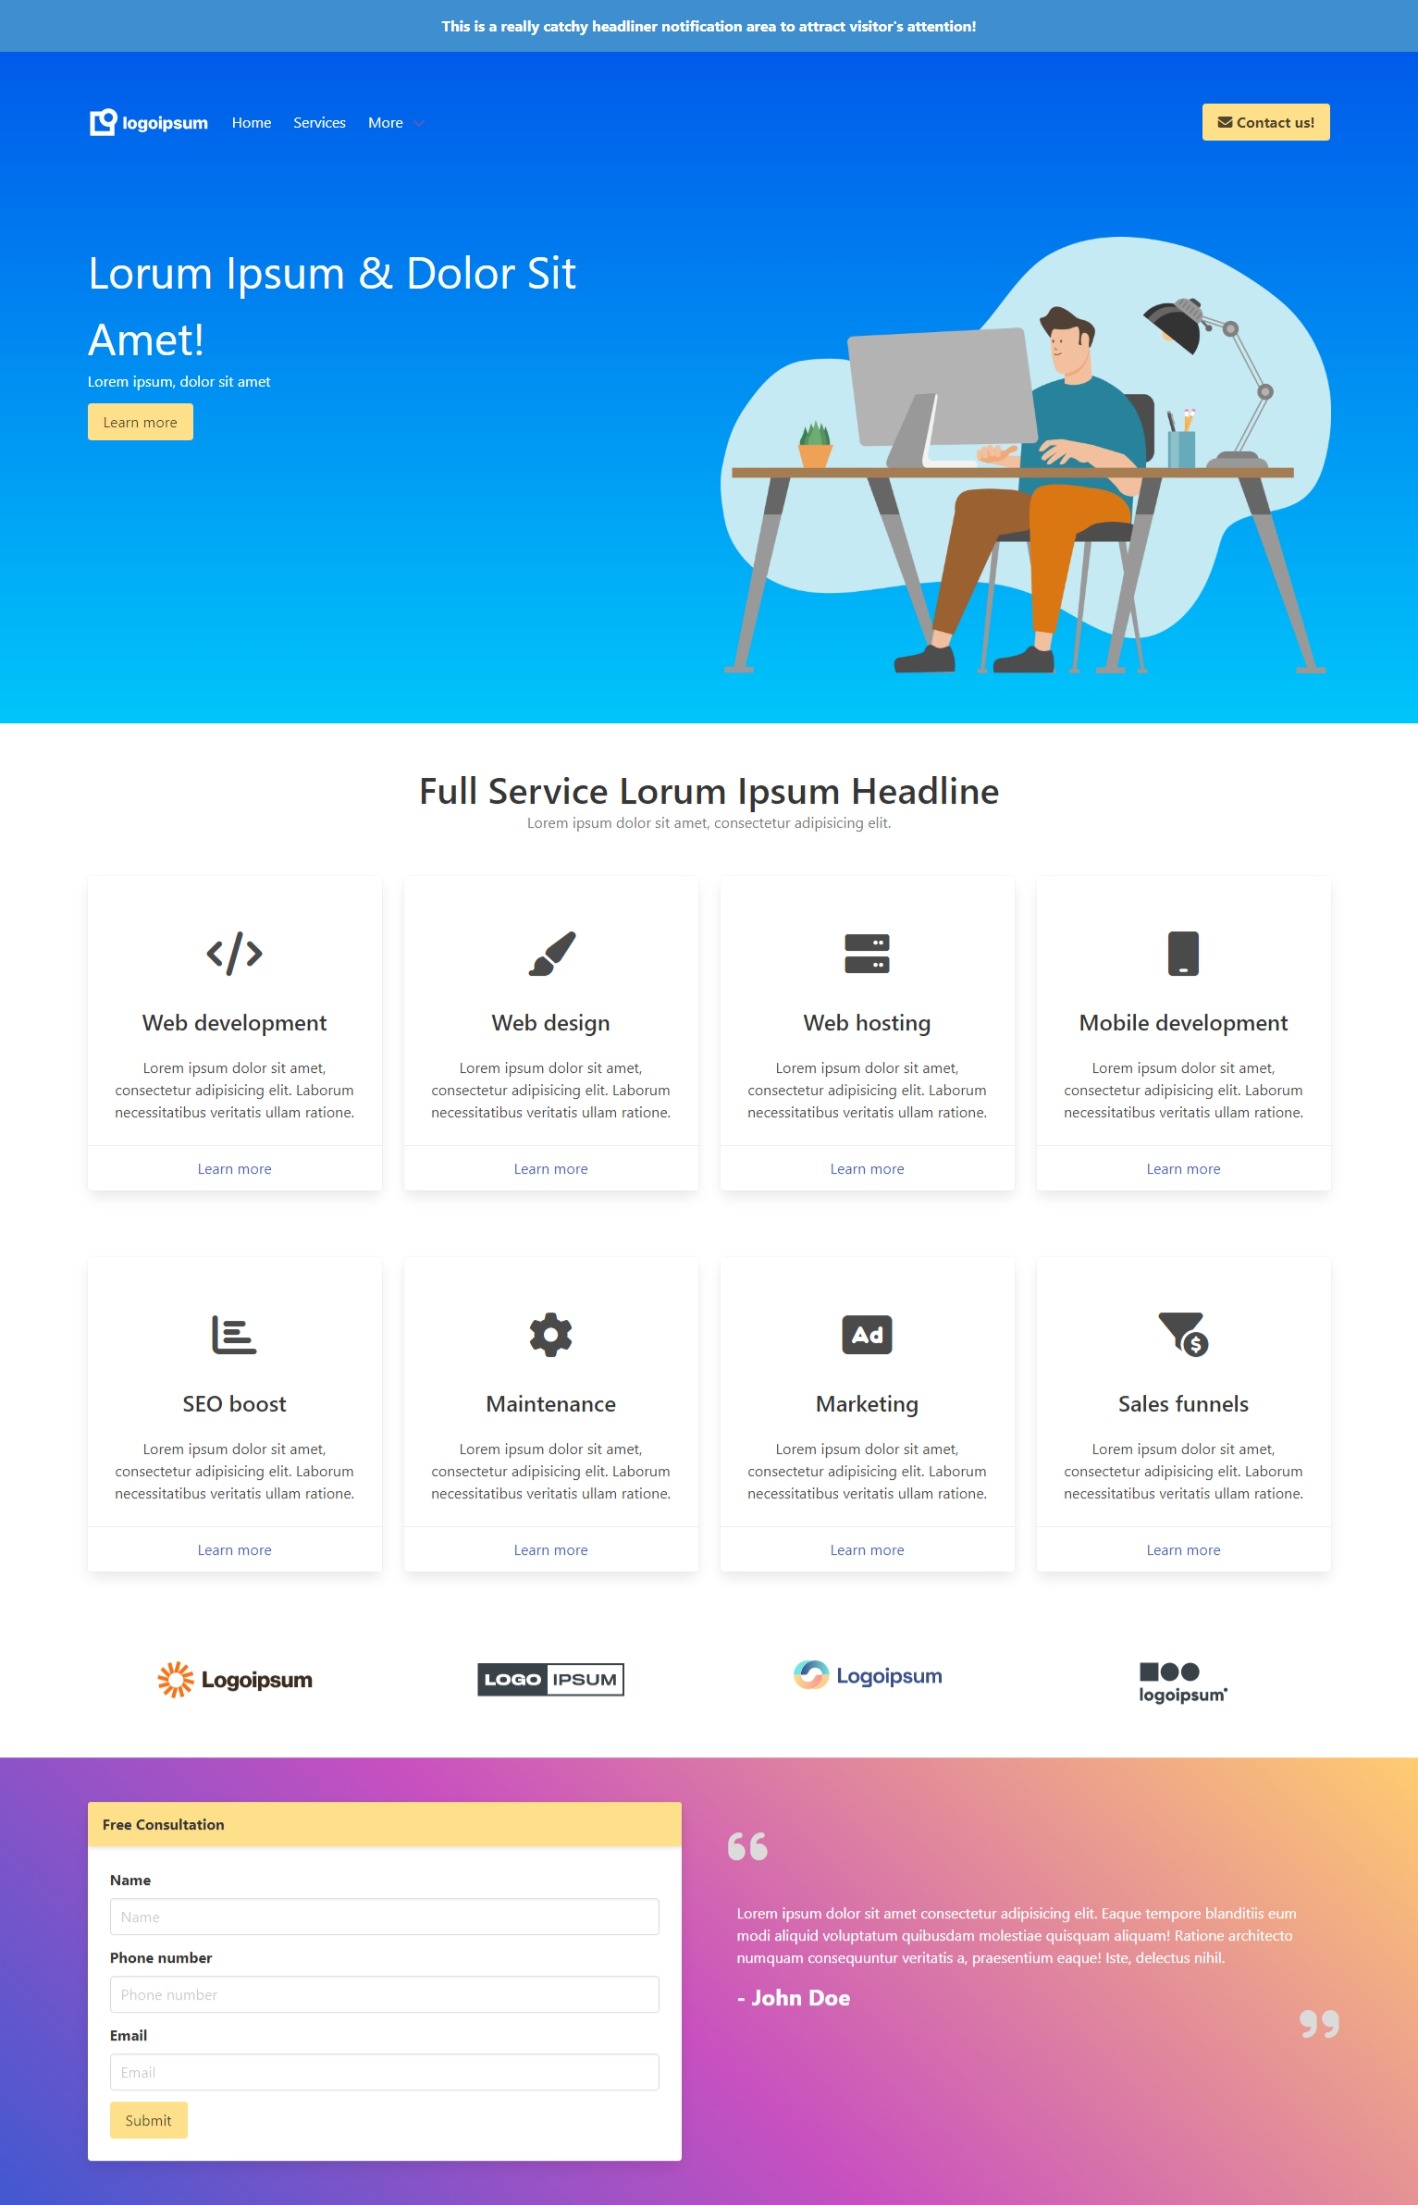 This is a really catchy headliner notification area to attract visitor's attention!
logoipsum Home Services More Contact us!
Lorum Ipsum & Dolor Sit
Amet!
Lorem ipsum, dolor sit amet
Learn more
Full Service Lorum Ipsum Headline
Lorem ipsum dolor sit amet, consectetur adipisicing elit.
Web development
Lorem ipsum dolor sit amet,
consectetur adipisicing elit. Laborum
necessitatibus veritatis ullam ratione.
Learn more
Web design
Lorem ipsum dolor sit amet,
consectetur adipisicing elit. Laborum
necessitatibus veritatis ullam ratione.
Learn more
Web hosting
Lorem ipsum dolor sit amet,
consectetur adipisicing elit. Laborum
necessitatibus veritatis ullam ratione.
Learn more
Mobile development
Lorem ipsum dolor sit amet,
consectetur adipisicing elit. Laborum
necessitatibus veritatis ullam ratione.
Learn more
SEO boost
Lorem ipsum dolor sit amet,
consectetur adipisicing elit. Laborum
necessitatibus veritatis ullam ratione.
Learn more
Maintenance
Lorem ipsum dolor sit amet,
consectetur adipisicing elit. Laborum
necessitatibus veritatis ullam ratione.
Learn more
Ad
Marketing
Lorem ipsum dolor sit amet,
consectetur adipisicing elit. Laborum
necessitatibus veritatis ullam ratione.
Learn more
$
Sales funnels
Lorem ipsum dolor sit amet,
consectetur adipisicing elit. Laborum
necessitatibus veritatis ullam ratione.
Learn more
Logoipsum
LOGO IPSUM
Logoipsum
logoipsum
Free Consultation
Name
Name
Phone number
Phone number
Email
Email
Submit
“
Lorem ipsum dolor sit amet consectetur adipisicing elit. Eaque tempore blanditiis eum
modi aliquid voluptatum quibusdam molestiae quisquam aliquam! Ratione architecto
numquam consequuntur veritatis a, praesentium eaque! Iste, delectus nihil.
- John Doe
”